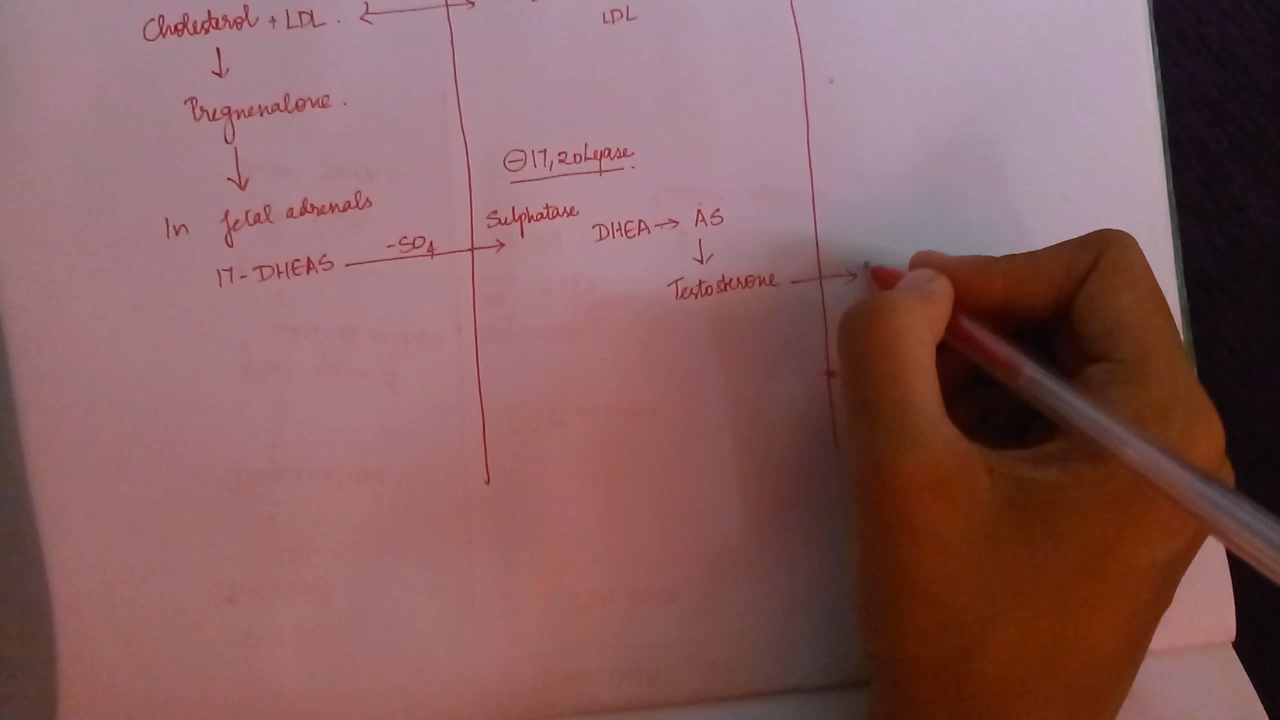 Cholesterol + LDL.
LDL
↓
Pregnenalone.
↓
⊖17,20Lyase.
In fetal adrenals
Sulphatase
DHEA → AS
↓
17-DHEAS -SO4 →
Testosterone →